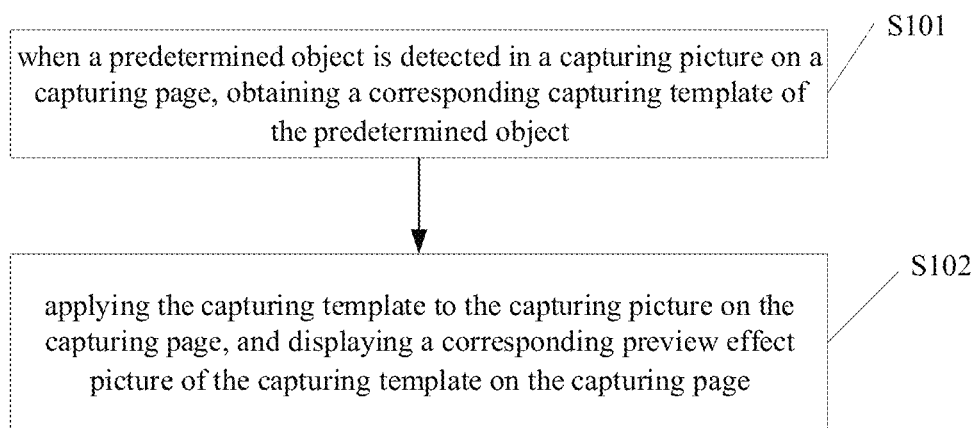 S101
when a predetermined object is detected in a capturing picture on a
capturing page, obtaining a corresponding capturing template of
the predetermined object
S102
applying the capturing template to the capturing picture on the
capturing page, and displaying a corresponding preview effect
picture of the capturing template on the capturing page